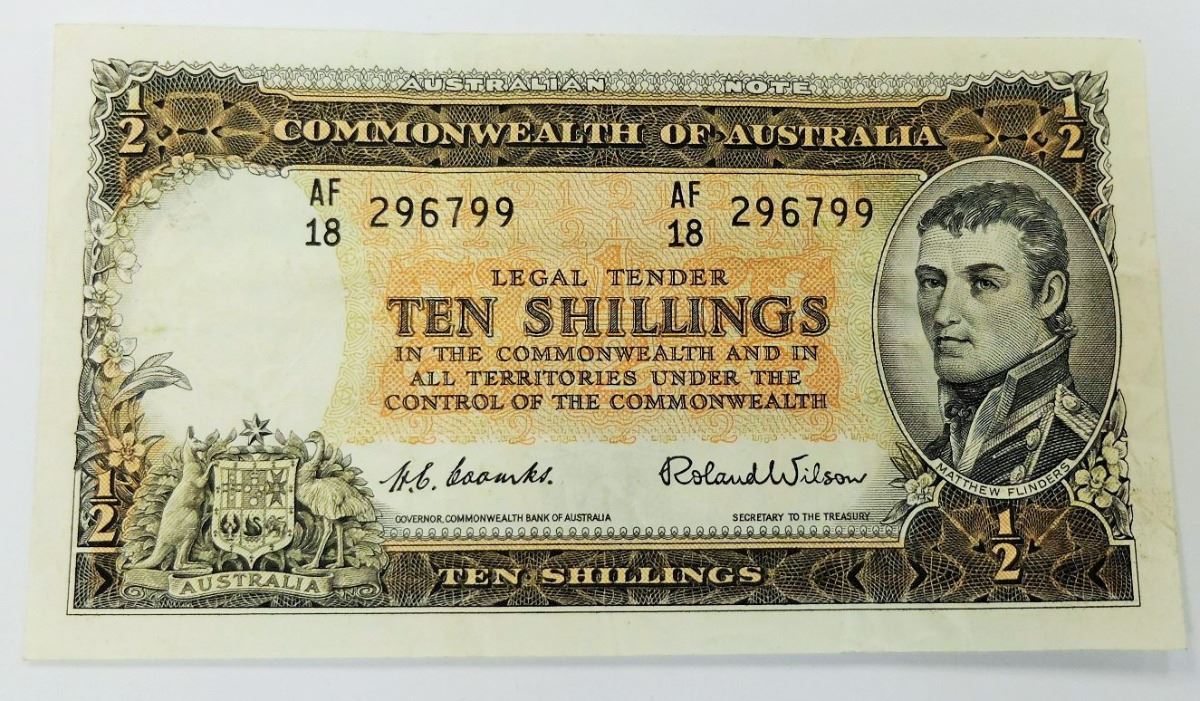 AUSTRALIAN NOTE
1/2 1/2
COMMONWEALTH OF AUSTRALIA
AF 18 296799 AF 18 296799
LEGAL TENDER
TEN SHILLINGS
IN THE COMMONWEALTH AND IN
ALL TERRITORIES UNDER THE
CONTROL OF THE COMMONWEALTH
H.C. Coombs. Roland Wilson
GOVERNOR, COMMONWEALTH BANK OF AUSTRALIA SECRETARY TO THE TREASURY
MATTHEW FLINDERS
1/2 1/2
AUSTRALIA
TEN SHILLINGS